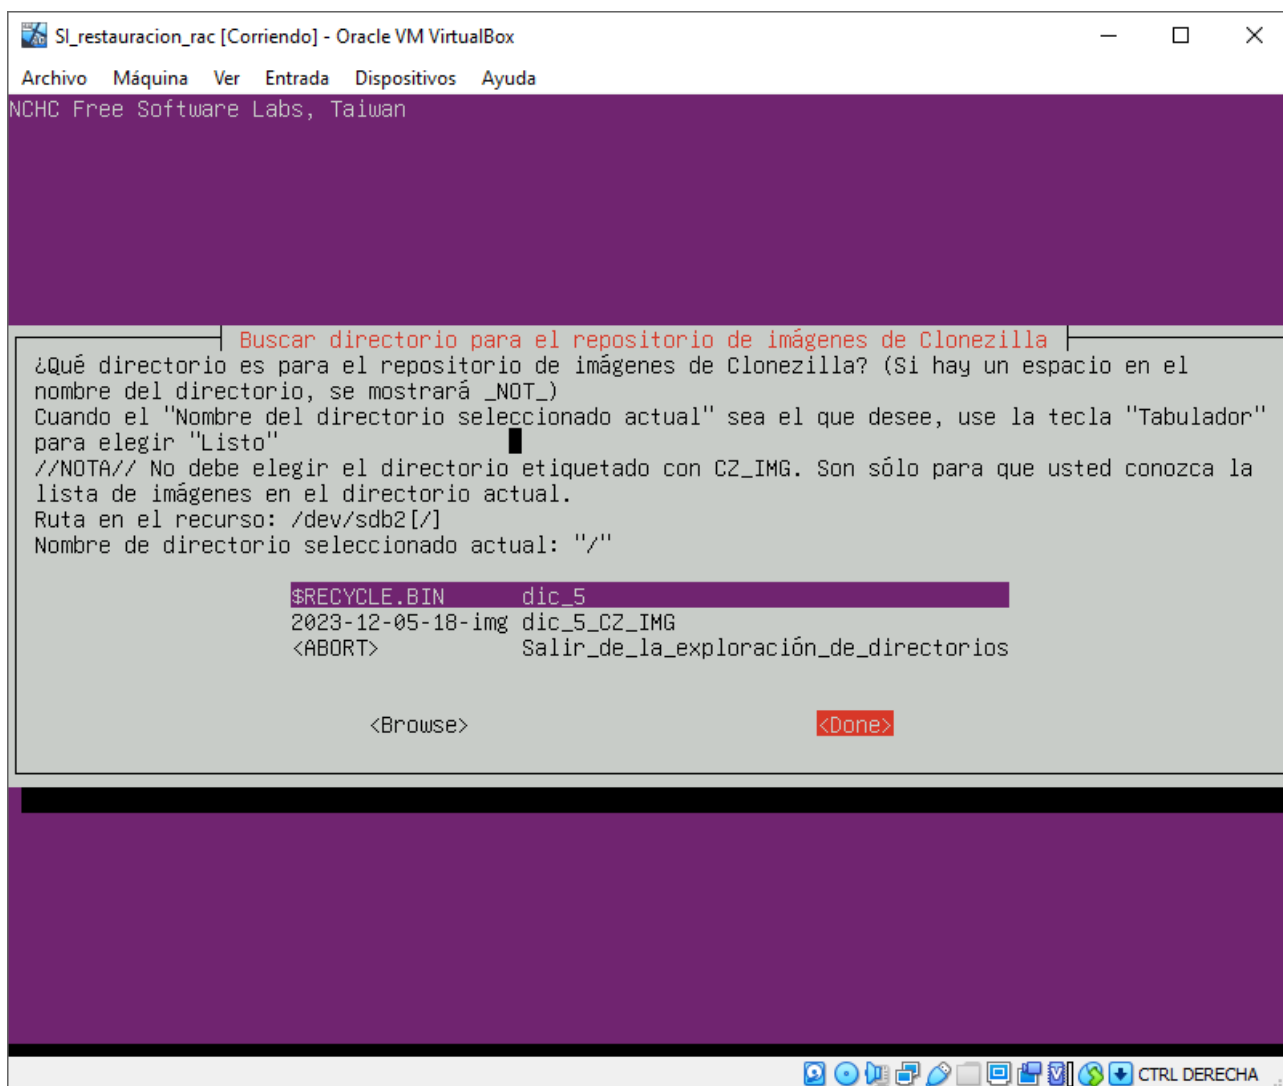 SI_restauracion_rac [Corriendo] - Oracle VM VirtualBox
Archivo Máquina Ver Entrada Dispositivos Ayuda
NCHC Free Software Labs, Taiwan
Buscar directorio para el repositorio de imágenes de Clonezilla
¿Qué directorio es para el repositorio de imágenes de Clonezilla? (Si hay un espacio en el
nombre del directorio, se mostrará _NOT_)
Cuando el "Nombre del directorio seleccionado actual" sea el que desee, use la tecla "Tabulador"
para elegir "Listo"
//NOTA// No debe elegir el directorio etiquetado con CZ_IMG. Son sólo para que usted conozca la
lista de imágenes en el directorio actual.
Ruta en el recurso: /dev/sdb2[/]
Nombre de directorio seleccionado actual: "/"
$RECYCLE.BIN dic_5
2023-12-05-18-img dic_5_CZ_IMG
<ABORT> Salir_de_la_exploración_de_directorios
<Browse> <Done>
CTRL DERECHA